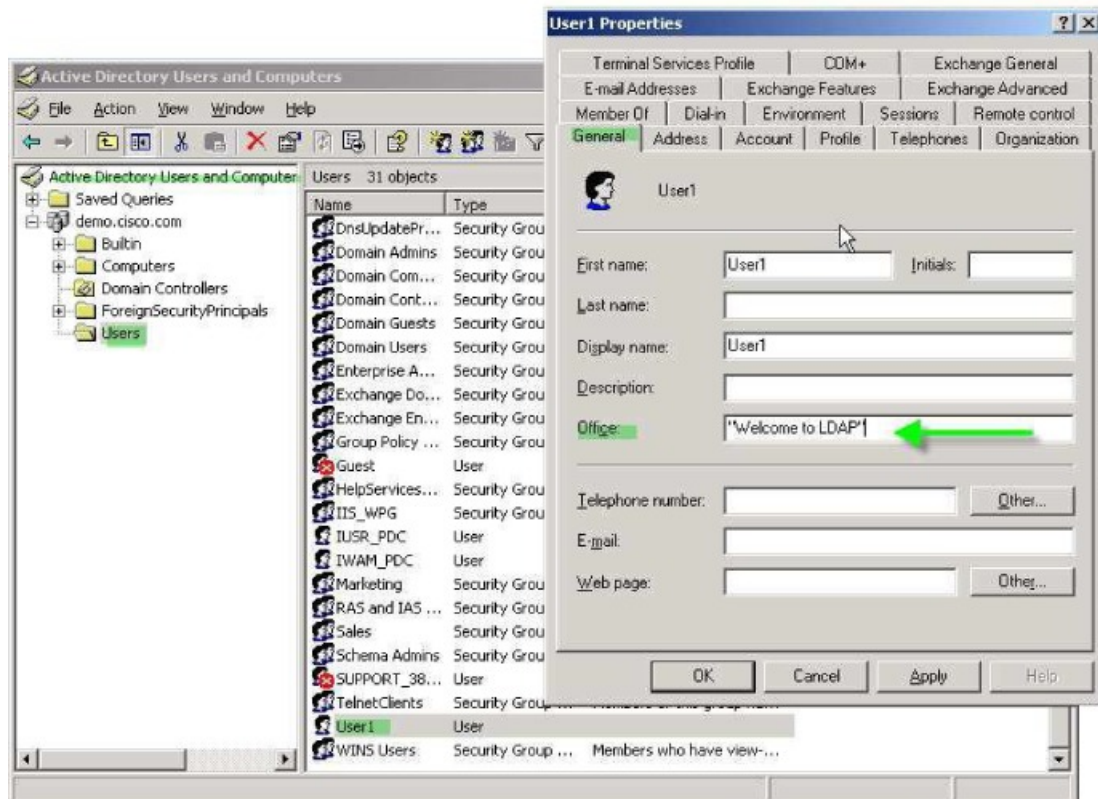 Active Directory Users and Computers
File Action View Window Help
Active Directory Users and Computer
Saved Queries
demo.cisco.com
Builtin
Computers
Domain Controllers
ForeignSecurityPrincipals
Users
Users 31 objects
Name Type
DnsUpdatePr... Security Grou
Domain Admins Security Grou
Domain Com... Security Grou
Domain Cont... Security Grou
Domain Guests Security Grou
Domain Users Security Grou
Enterprise A... Security Grou
Exchange Do... Security Grou
Exchange En... Security Grou
Group Policy ... Security Grou
Guest User
HelpServices... Security Grou
IIS_WPG Security Grou
IUSR_PDC User
IWAM_PDC User
Marketing Security Grou
RAS and IAS ... Security Grou
Sales Security Grou
Schema Admins Security Grou
SUPPORT_38... User
TelnetClients Security Group ...
User1 User
WINS Users Security Group ... Members who have view-...
User1 Properties
Terminal Services Profile COM+ Exchange General
E-mail Addresses Exchange Features Exchange Advanced
Member Of Dial-in Environment Sessions Remote control
General Address Account Profile Telephones Organization
User1
First name: User1 Initials:
Last name:
Display name: User1
Description:
Office: "Welcome to LDAP"
Telephone number: Other...
E-mail:
Web page: Other...
OK Cancel Apply Help